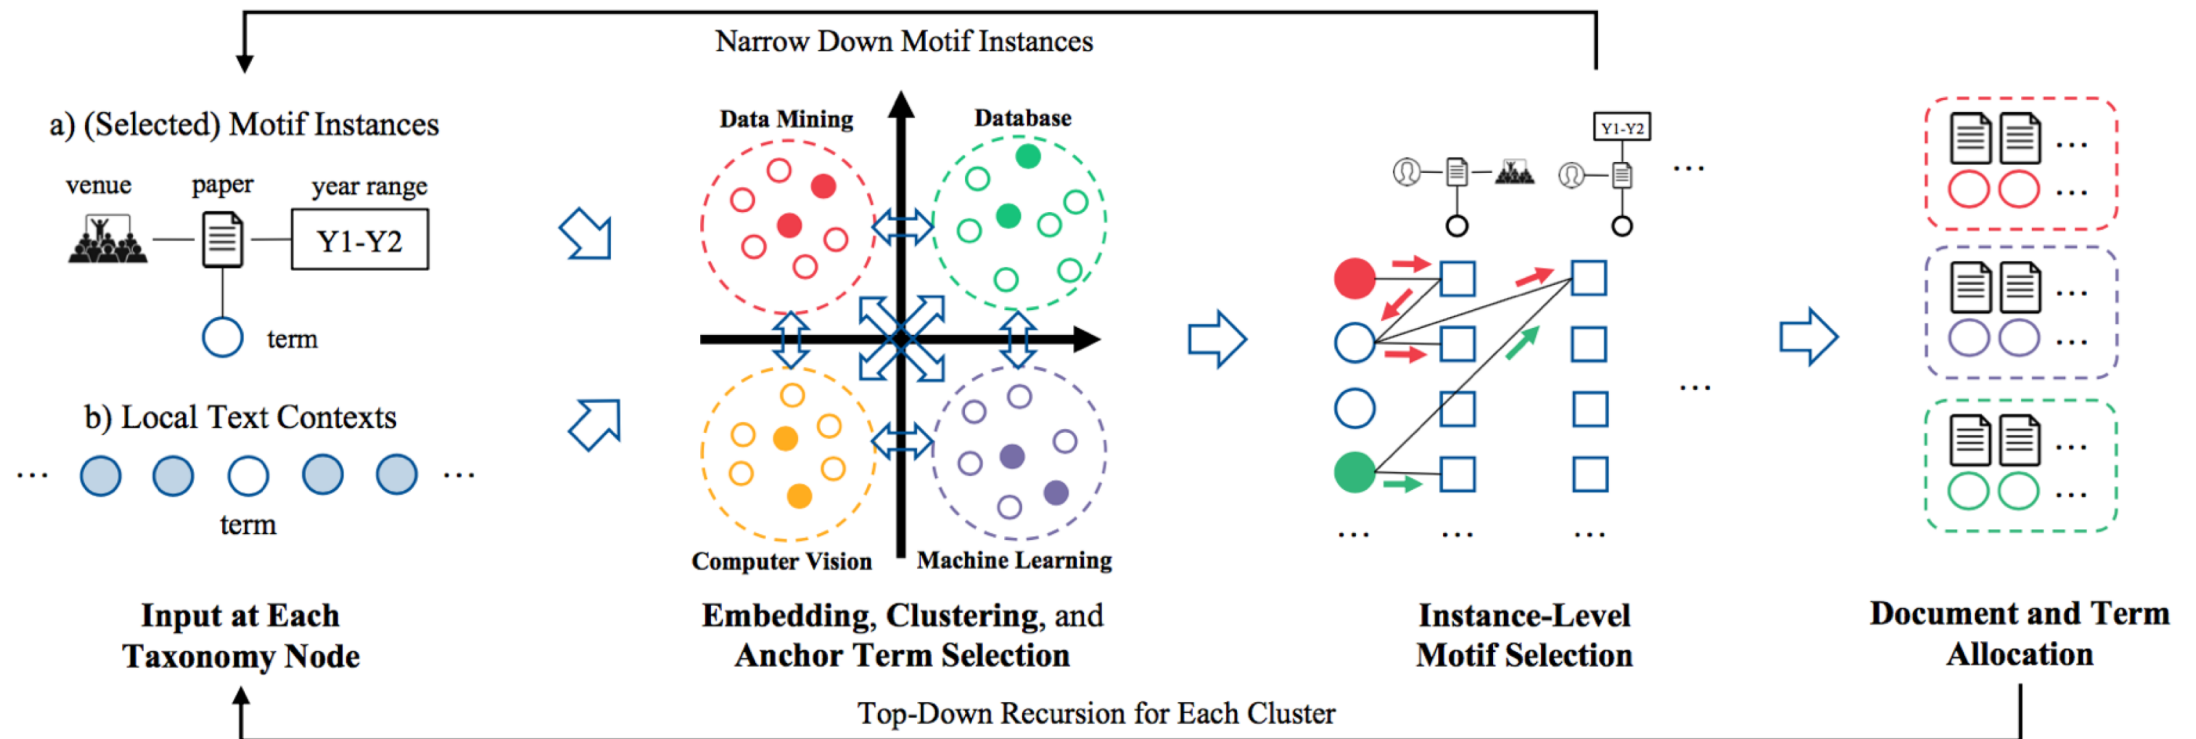 Narrow Down Motif Instances
a) (Selected) Motif Instances
venue
paper
year range
Y1-Y2
term
b) Local Text Contexts
...
...
term
Input at Each
Taxonomy Node
Data Mining
Database
Computer Vision
Machine Learning
Embedding, Clustering, and
Anchor Term Selection
Y1-Y2
...
...
... ... ...
Instance-Level
Motif Selection
...
...
...
...
...
...
Document and Term
Allocation
Top-Down Recursion for Each Cluster